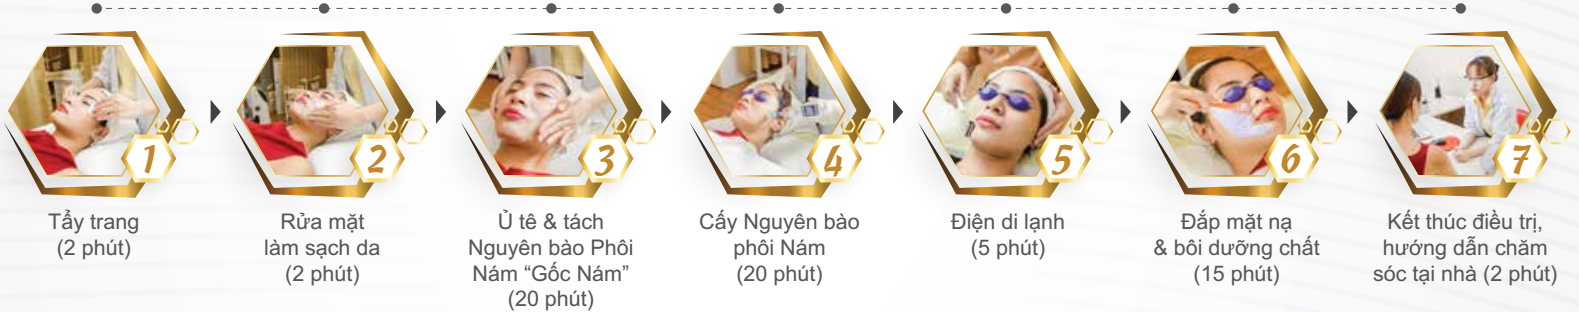 1
Tẩy trang
(2 phút)
2
Rửa mặt
làm sạch da
(2 phút)
3
Ủ tê & tách
Nguyên bào Phôi
Nám “Gốc Nám”
(20 phút)
4
Cấy Nguyên bào
phôi Nám
(20 phút)
5
Điện di lạnh
(5 phút)
6
Đắp mặt nạ
& bôi dưỡng chất
(15 phút)
7
Kết thúc điều trị,
hướng dẫn chăm
sóc tại nhà (2 phút)